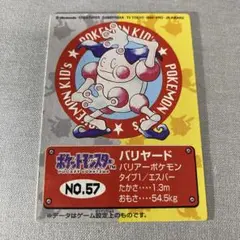 POKEMON KID's
POKEMON KID's
ポケットモンスター
NO.57
バリヤード
バリアーポケモン
タイプ1/エスパー
たかさ････1.3m
おもさ････54.5kg
※データはゲーム設定上のものです。